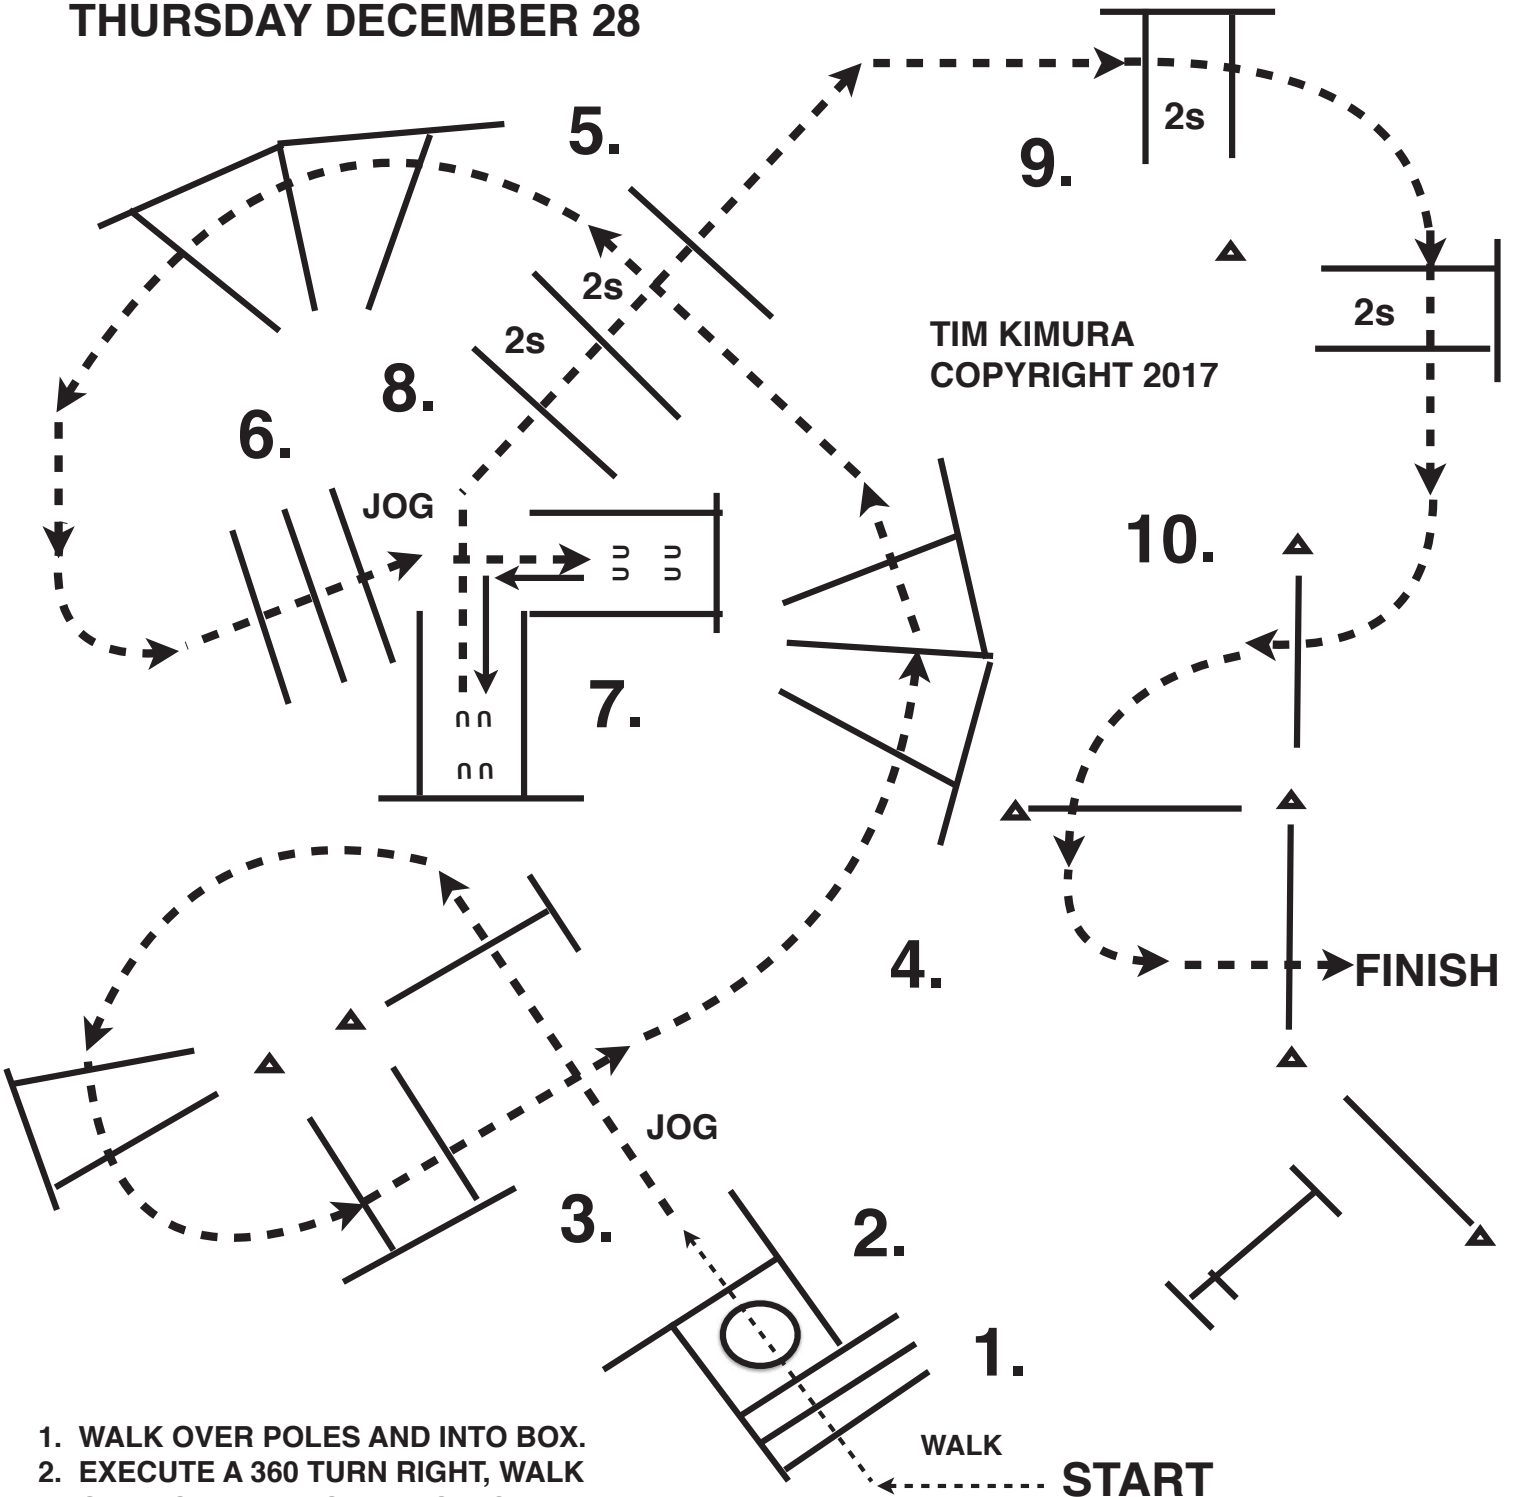 THURSDAY DECEMBER 28
5.
2s
9.
2s
2s
2s
TIM KIMURA
COPYRIGHT 2017
8.
6.
JOG
10.
7.
4.
FINISH
JOG
3.
2.
1.
WALK
START
1. WALK OVER POLES AND INTO BOX.
2. EXECUTE A 360 TURN RIGHT, WALK